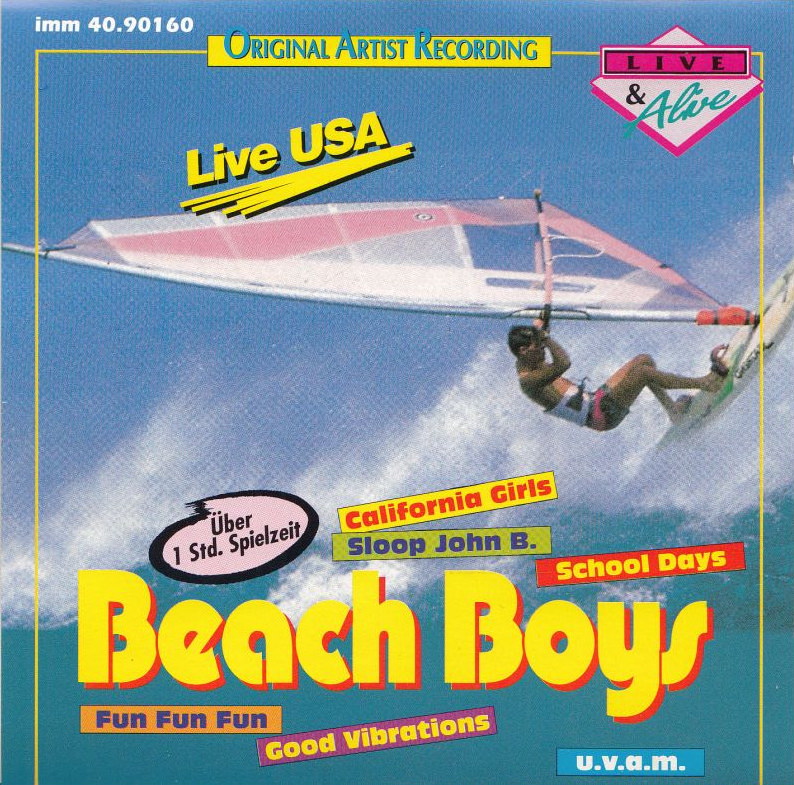 imm 40.90160
ORIGINAL ARTIST RECORDING
LIVE
& Alive
Live USA
Über
1 Std. Spielzeit
California Girls
Sloop John B.
School Days
Beach Boys
Fun Fun Fun
Good Vibrations
u.v.a.m.